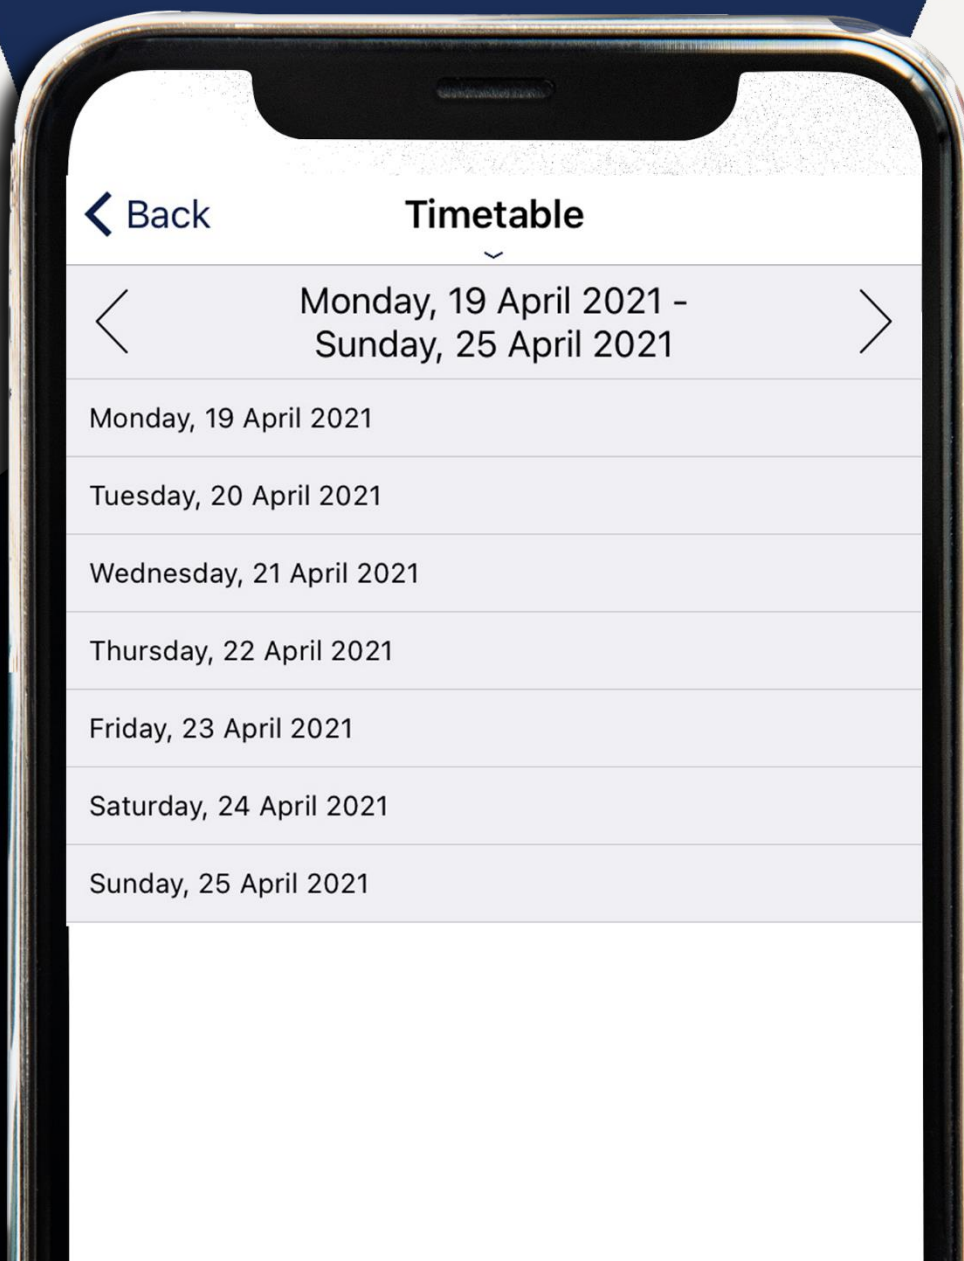 Back
Timetable
Monday, 19 April 2021 -
Sunday, 25 April 2021
Monday, 19 April 2021
Tuesday, 20 April 2021
Wednesday, 21 April 2021
Thursday, 22 April 2021
Friday, 23 April 2021
Saturday, 24 April 2021
Sunday, 25 April 2021